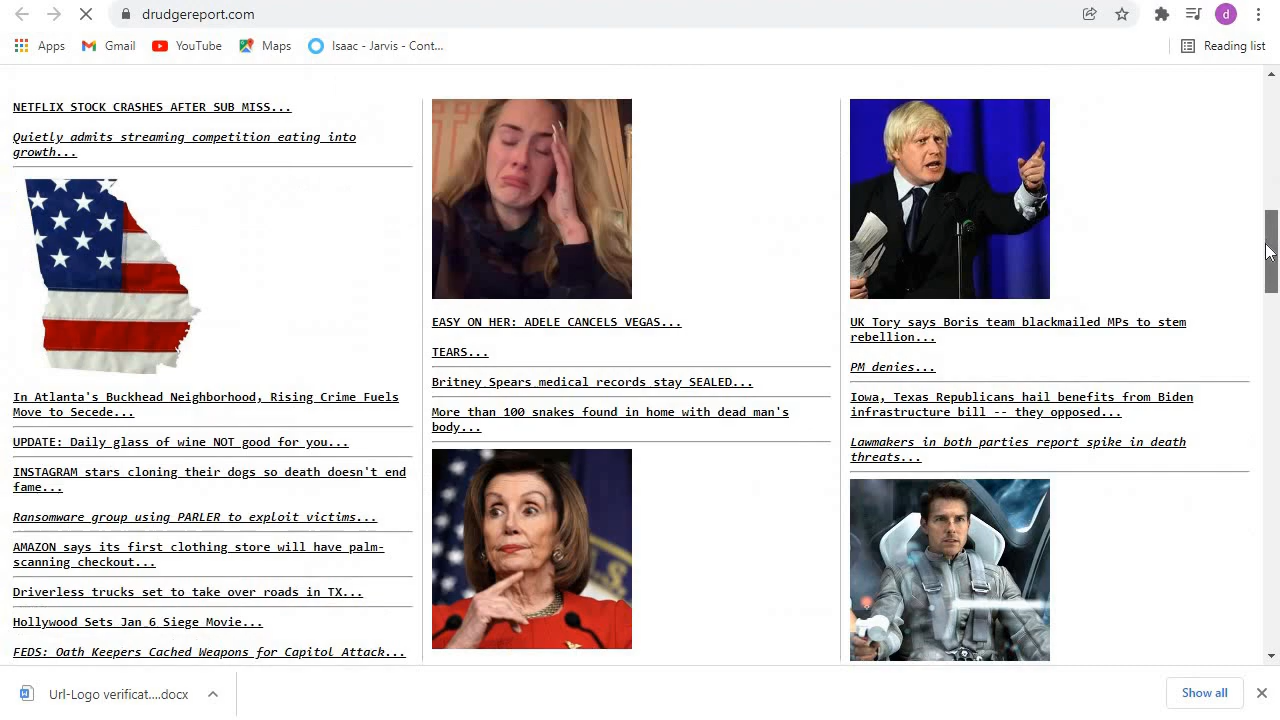 drudgereport.com
d
Apps
Gmail
YouTube
Maps
Isaac - Jarvis - Cont...
Reading list
NETFLIX STOCK CRASHES AFTER SUB MISS...
Quietly admits streaming competition eating into
growth...
In Atlanta's Buckhead Neighborhood, Rising Crime Fuels
Move to Secede...
UPDATE: Daily glass of wine NOT good for you...
INSTAGRAM stars cloning their dogs so death doesn't end
fame...
Ransomware group using PARLER to exploit victims...
AMAZON says its first clothing store will have palm-
scanning checkout...
Driverless trucks set to take over roads in TX...
Hollywood Sets Jan 6 Siege Movie...
FEDS: Oath Keepers Cached Weapons for Capitol Attack...
EASY ON HER: ADELE CANCELS VEGAS...
TEARS...
Britney Spears medical records stay SEALED...
More than 100 snakes found in home with dead man's
body...
UK Tory says Boris team blackmailed MPs to stem
rebellion...
PM denies...
Iowa, Texas Republicans hail benefits from Biden
infrastructure bill -- they opposed...
Lawmakers in both parties report spike in death
threats...
Url-Logo verificat....docx
Show all